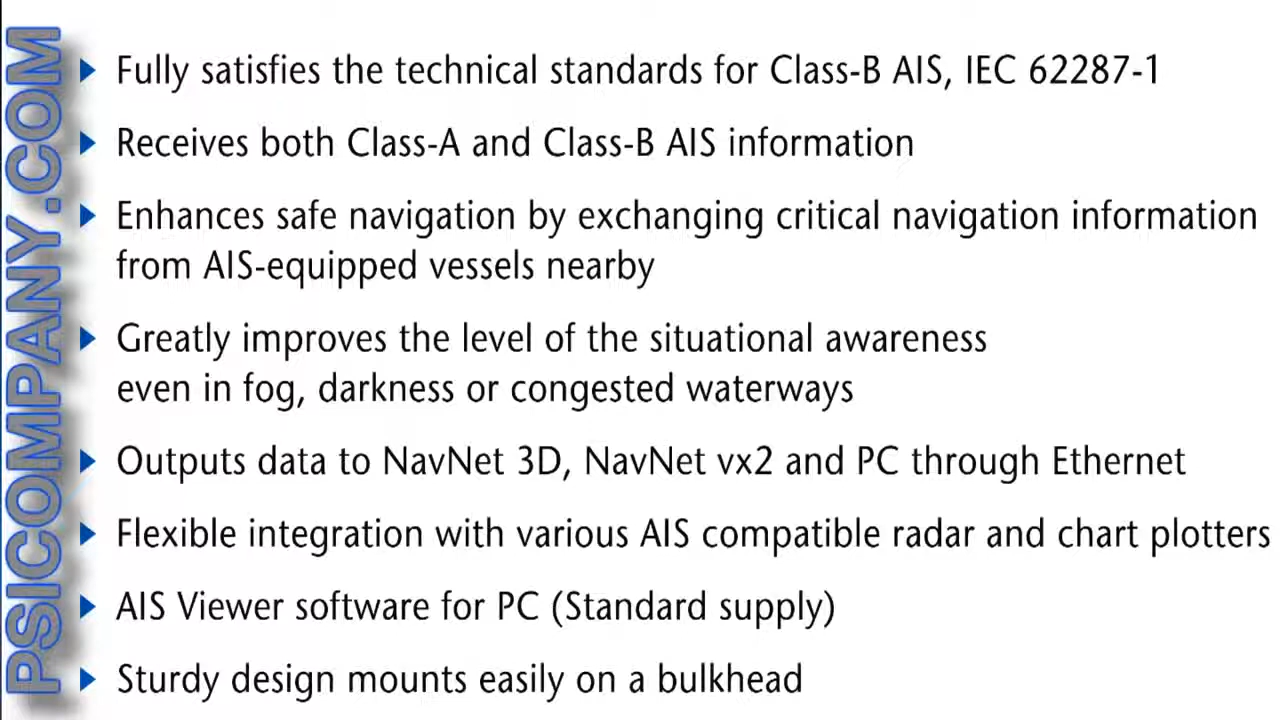 PSICOMPANY.COM
Fully satisfies the technical standards for Class-B AIS, IEC 62287-1
Receives both Class-A and Class-B AIS information
Enhances safe navigation by exchanging critical navigation information
from AIS-equipped vessels nearby
Greatly improves the level of the situational awareness
even in fog, darkness or congested waterways
Outputs data to NavNet 3D, NavNet vx2 and PC through Ethernet
Flexible integration with various AIS compatible radar and chart plotters
AIS Viewer software for PC (Standard supply)
Sturdy design mounts easily on a bulkhead